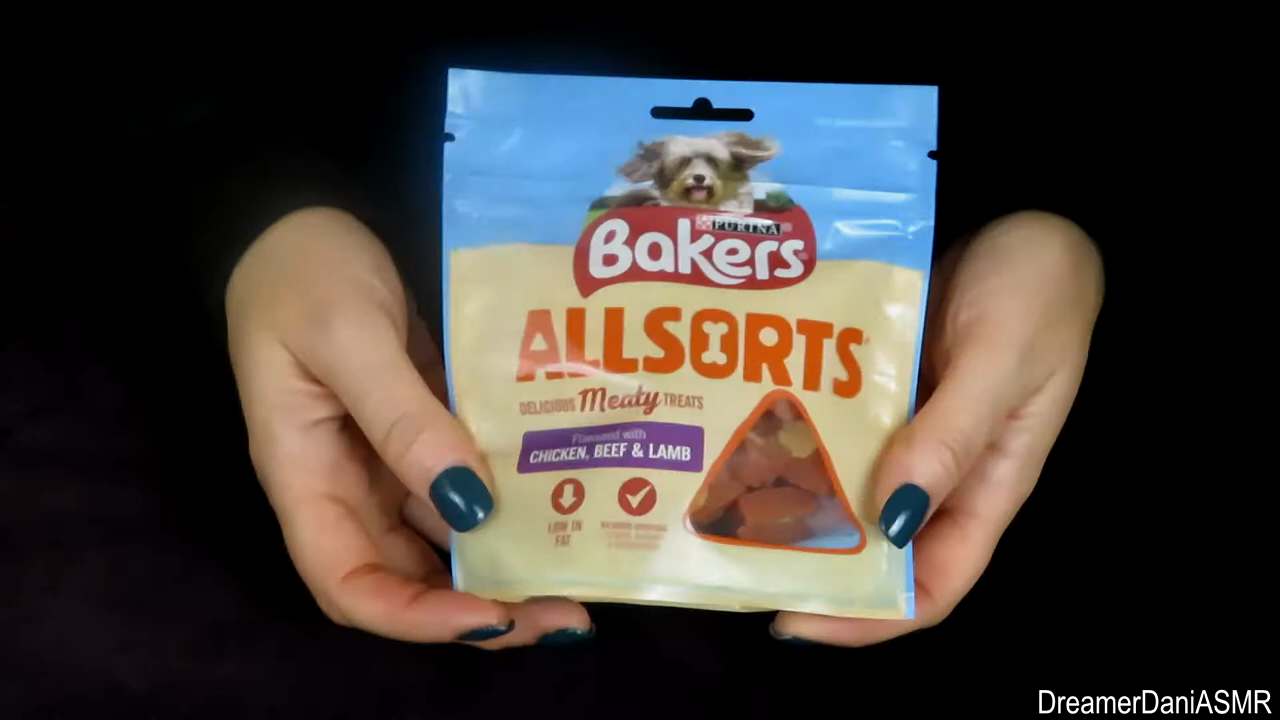 PURINA
Bakers
ALLSORTS
DELICIOUS Meaty TREATS
Flavoured with
CHICKEN, BEEF & LAMB
LOW IN
FAT
DreamerDaniASMR